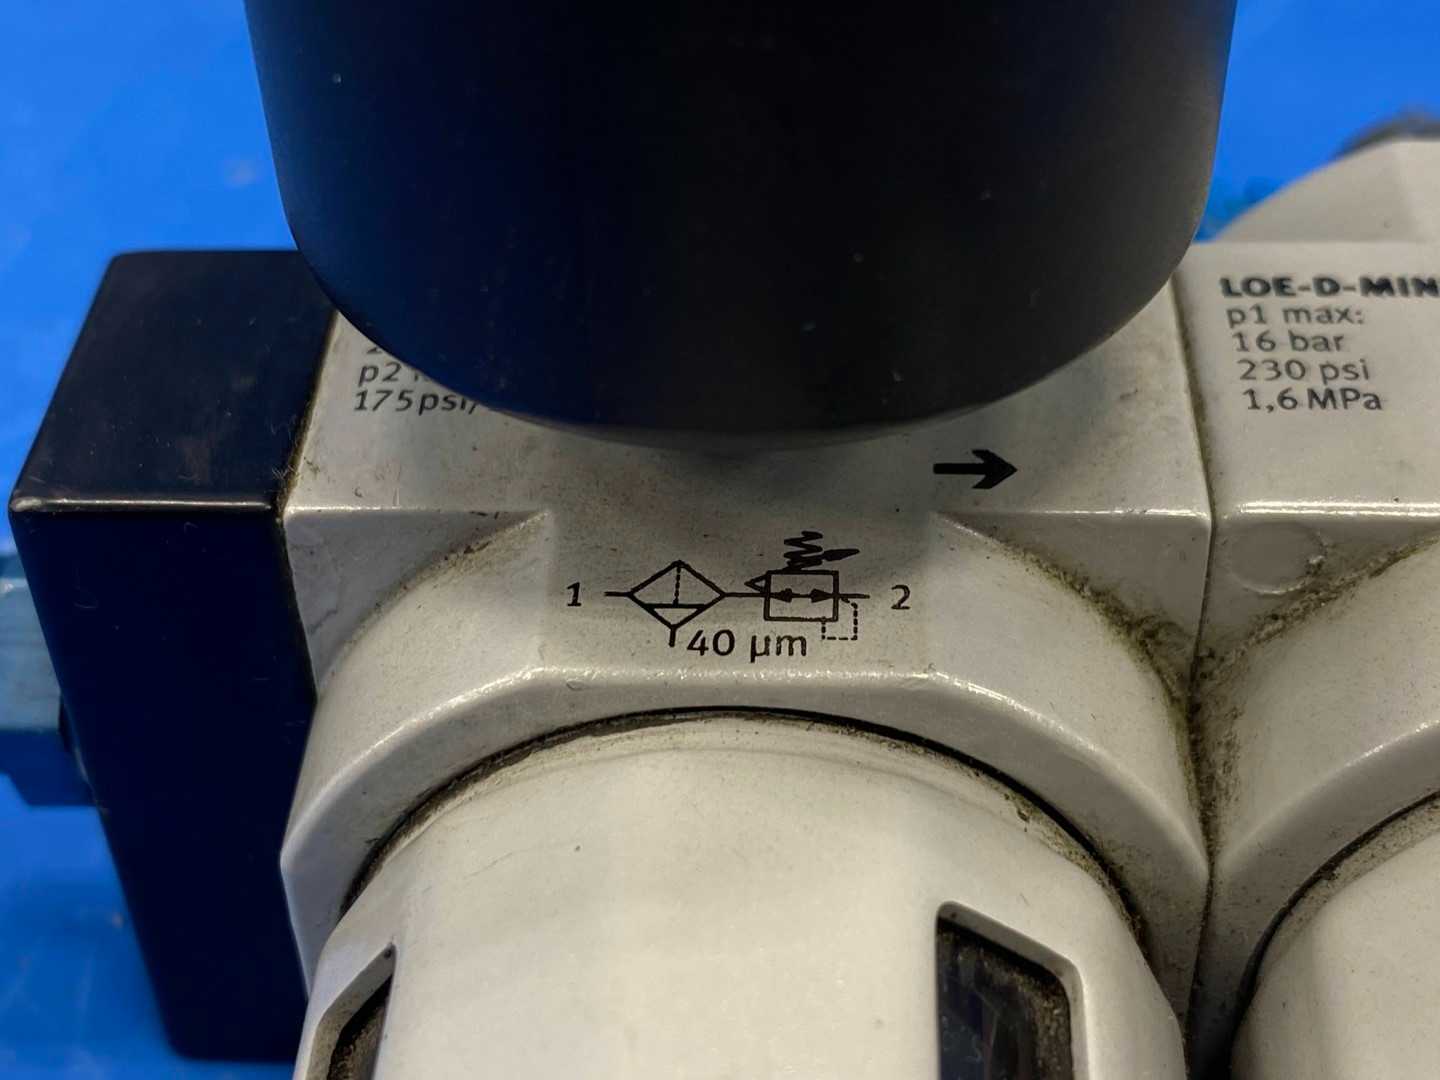 p2
175psi/
LOE-D-MIN
p1 max:
16 bar
230 psi
1,6 MPa
1
2
40 µm